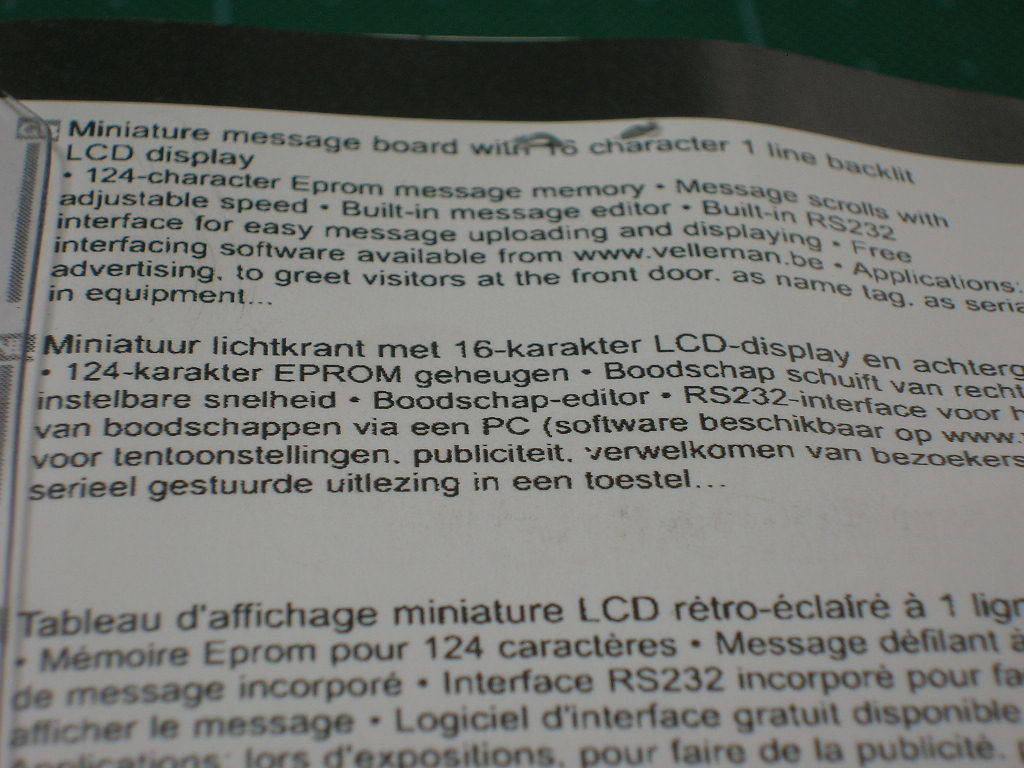 Miniature message board with 16 character 1 line backlit
LCD display
• 124-character Eprom message memory • Message scrolls with
adjustable speed • Built-in message editor • Built-in RS232
interface for easy message uploading and displaying • Free
interfacing software available from www.velleman.be • Applications:
advertising, to greet visitors at the front door, as name tag, as
in equipment...
Miniatuur lichtkrant met 16-karakter LCD-display en
• 124-karakter EPROM geheugen • Boodschap schuift van
instelbare snelheid • Boodschap-editor • RS232-interface voor
van boodschappen via een PC (software beschikbaar op www.
voor tentoonstellingen, publiciteit, verwelkomen van bezoekers
serieel gestuurde uitlezing in een toestel...
Tableau d'affichage miniature LCD rétro-éclairé à 1
• Mémoire Eprom pour 124 caractères • Message défilant à
de message incorporé • Interface RS232 incorporé pour
afficher le message • Logiciel d'interface gratuit disponible
Applications: lors d'expositions, pour faire de la publicité,